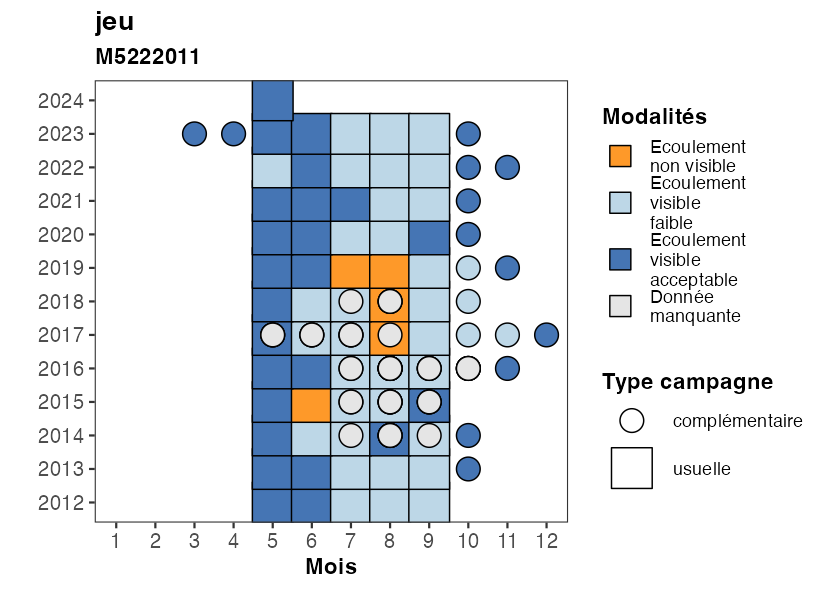 jeu
M5222011
2024
2023
2022
2021
2020
2019
2018
2017
2016
2015
2014
2013
2012
1 2 3 4 5 6 7 8 9 10 11 12
Mois
Modalités
Ecoulement
non visible
Ecoulement
visible
faible
Ecoulement
visible
acceptable
Donnée
manquante
Type campagne
complémentaire
usuelle